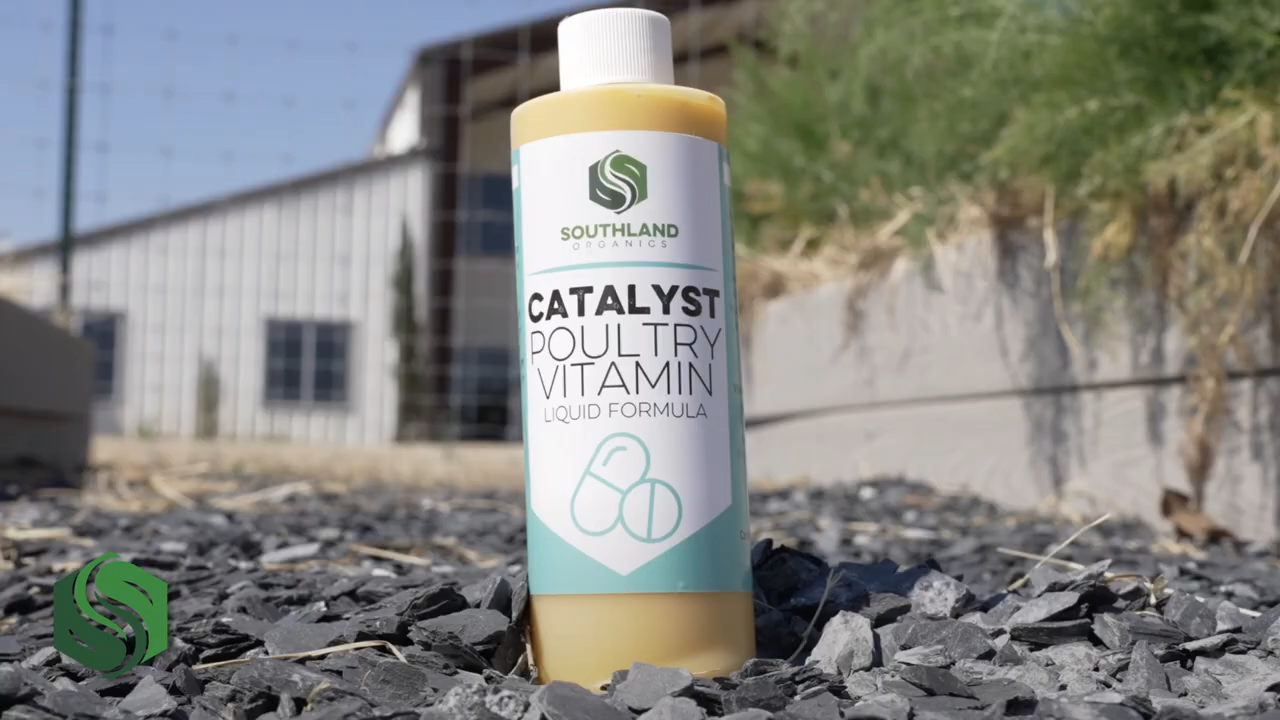 SOUTHLAND
ORGANICS
CATALYST
POULTRY
VITAMIN
LIQUID FORMULA